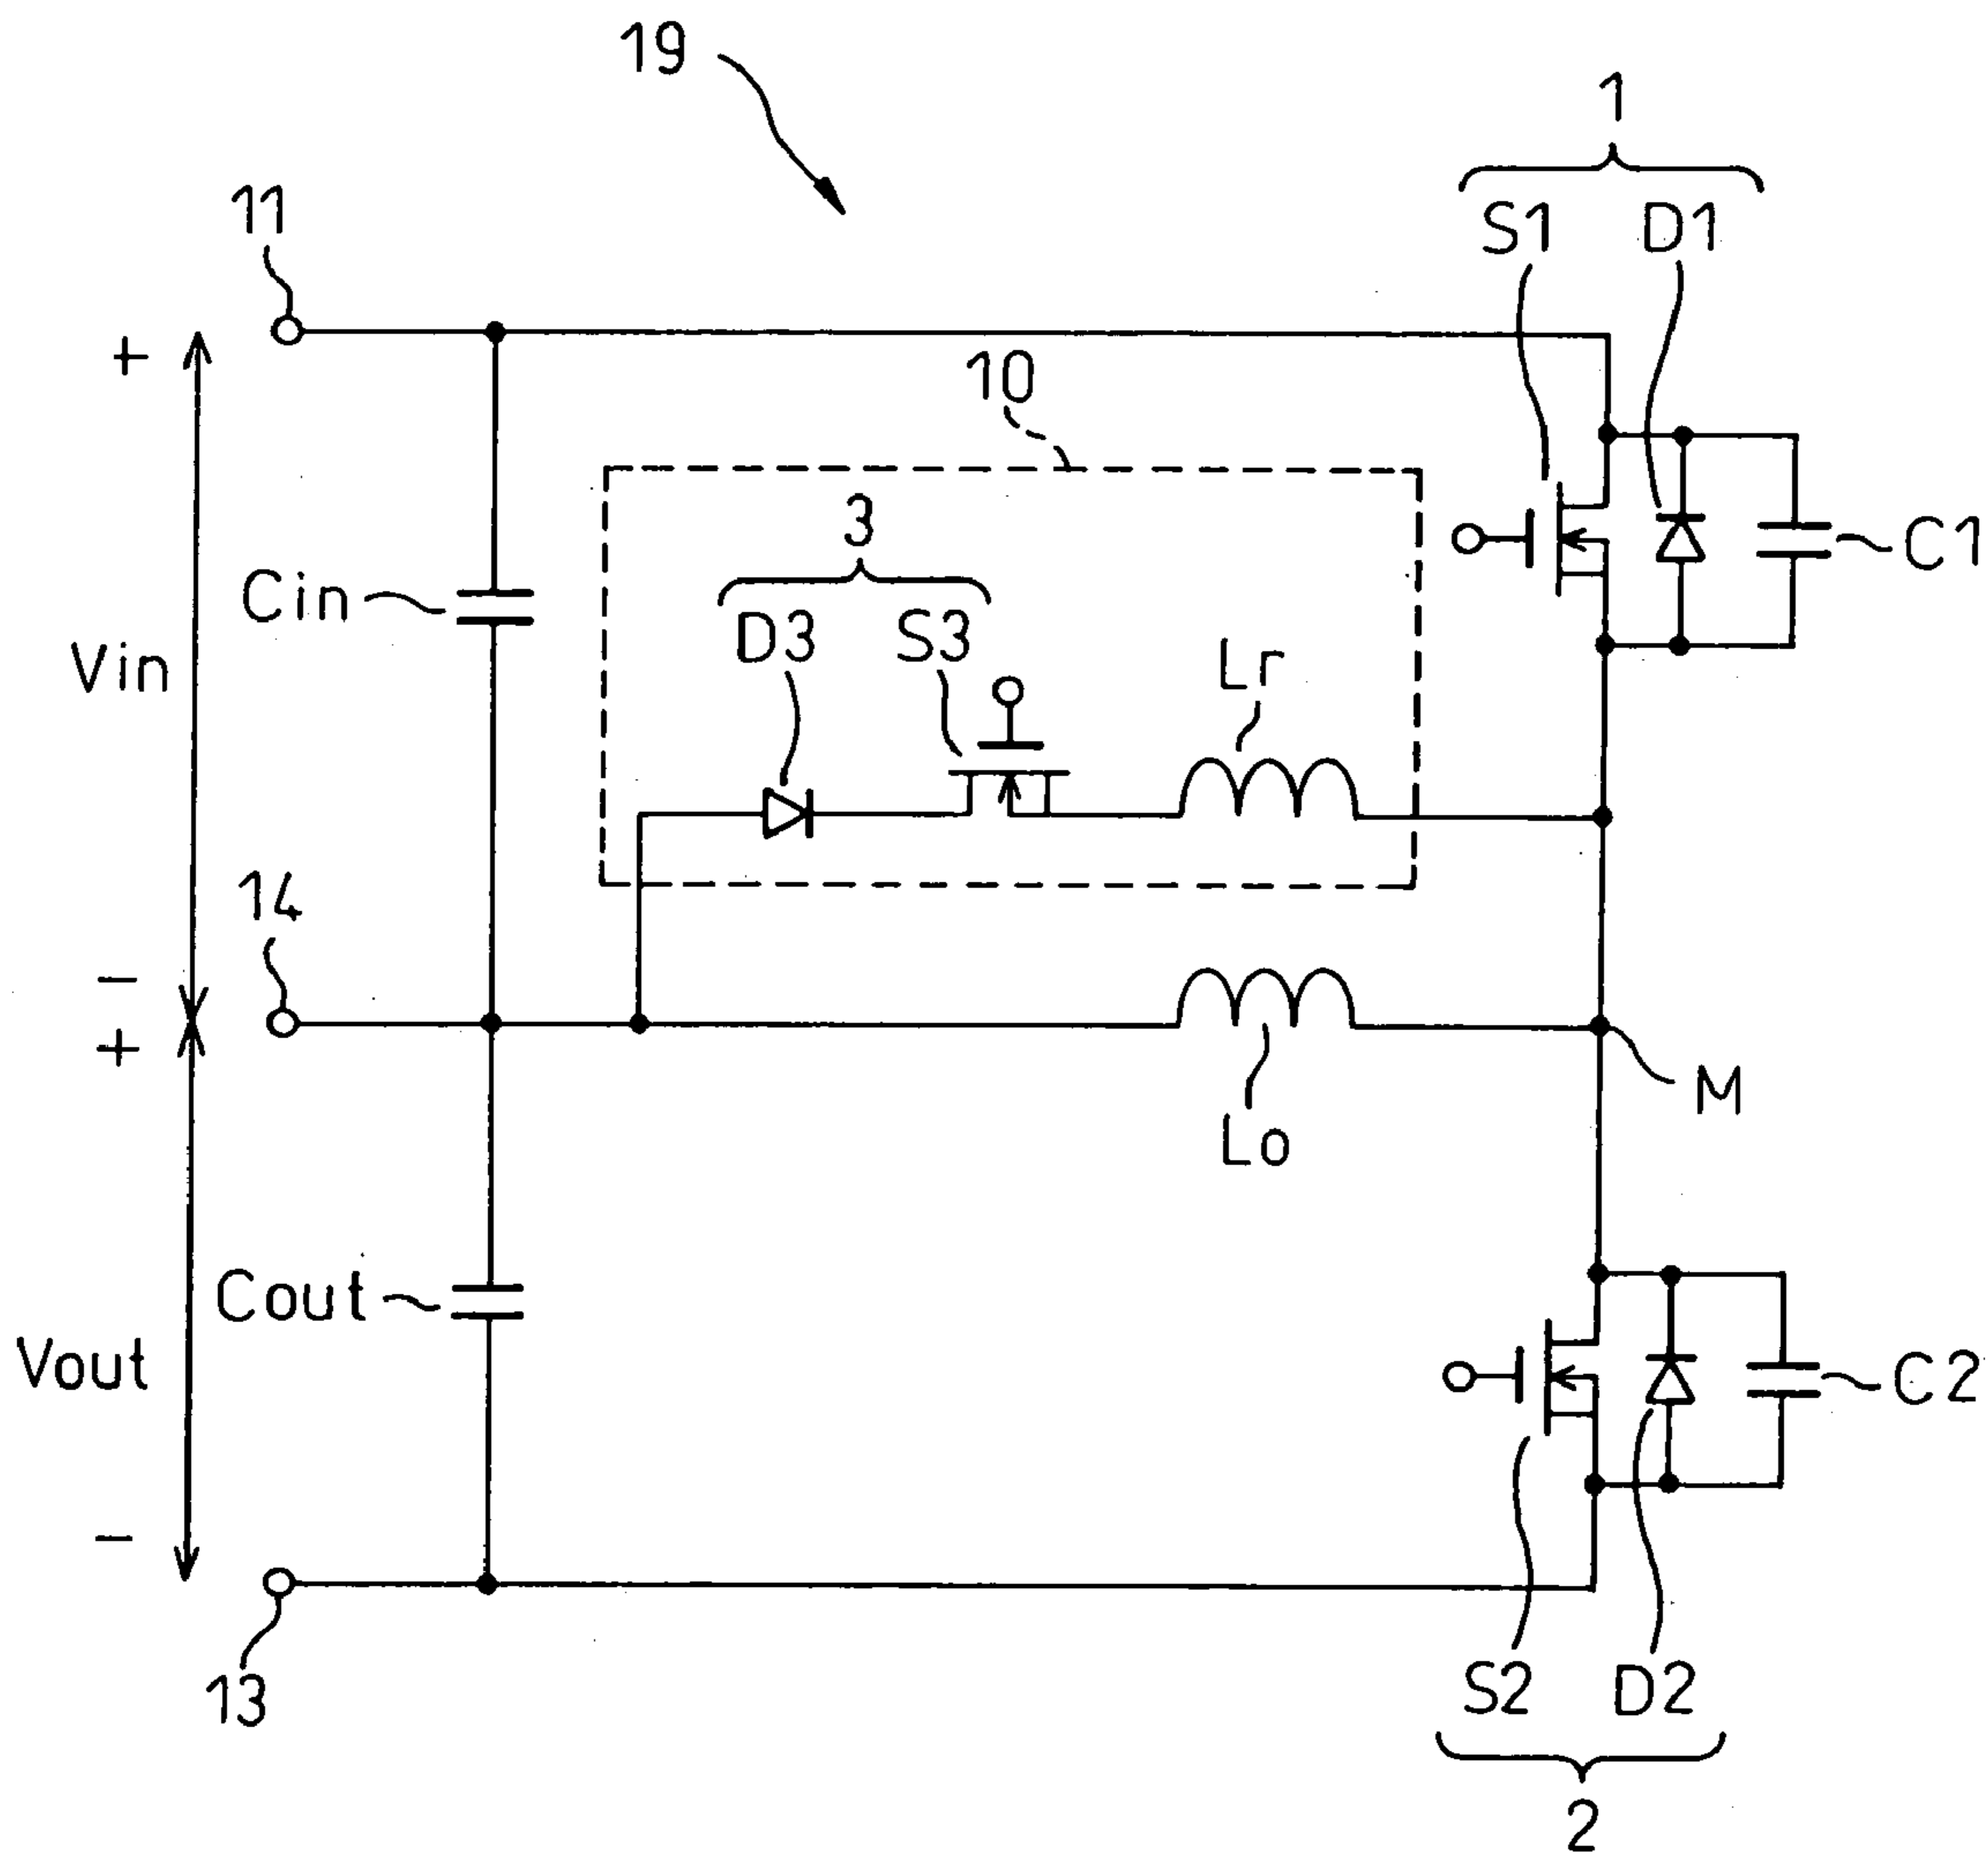 19
1
S1 D1
11
+
10
3
C1
Cin
D3 S3
Lr
Vin
14
−
+
M
Lo
Cout
Vout
C2
−
13
S2 D2
2